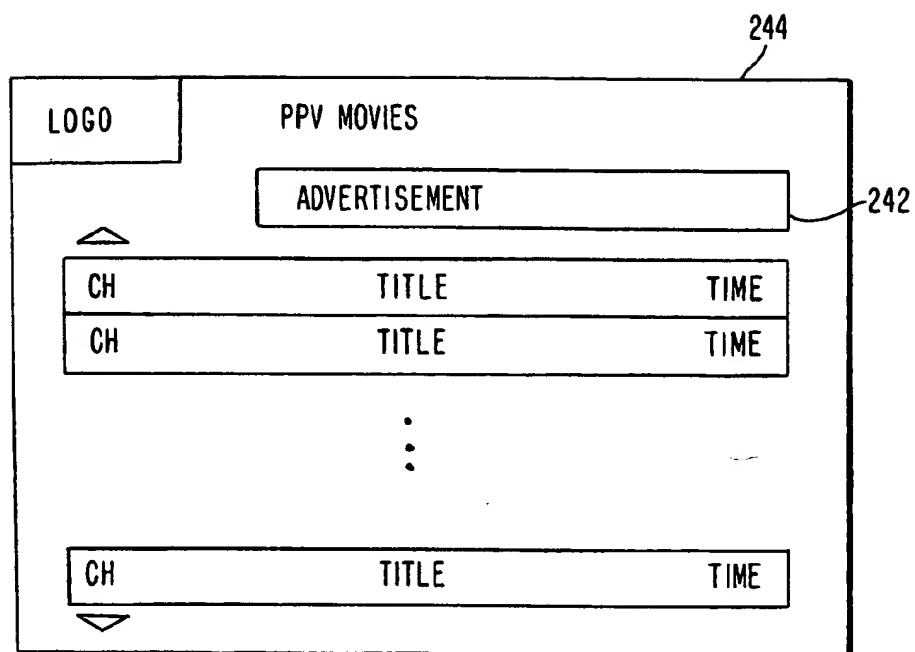 244
LOGO PPV MOVIES
ADVERTISEMENT 242
CH TITLE TIME
CH TITLE TIME
CH TITLE TIME